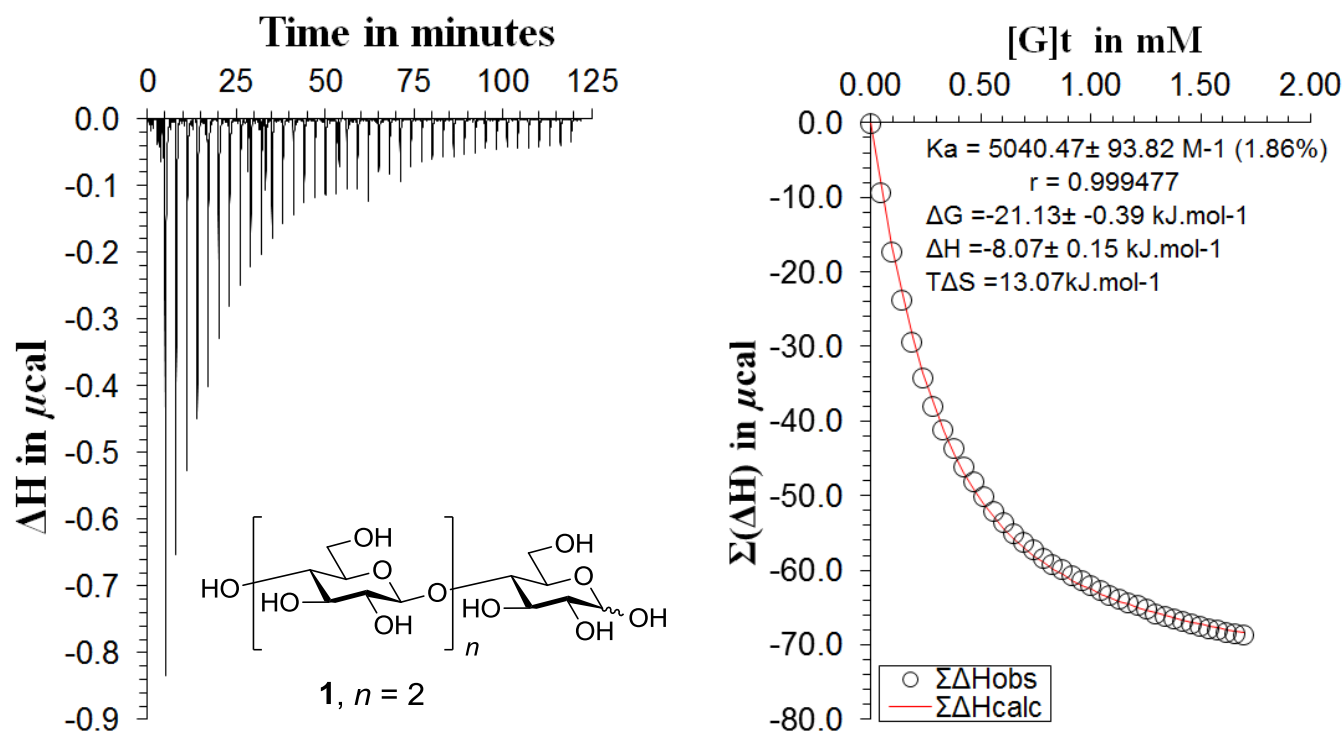 Time in minutes
0 25 50 75 100 125
0.0
-0.1
-0.2
-0.3
-0.4
-0.5
-0.6
-0.7
-0.8
-0.9
ΔH in μcal
OH
HO
O
HO
OH
O
n
OH
O
HO
OH
OH
1, n = 2
[G]t in mM
0.00 0.50 1.00 1.50 2.00
0.0
-10.0
-20.0
-30.0
-40.0
-50.0
-60.0
-70.0
-80.0
Σ(ΔH) in μcal
Ka = 5040.47± 93.82 M-1 (1.86%)
r = 0.999477
ΔG =-21.13± -0.39 kJ.mol-1
ΔH =-8.07± 0.15 kJ.mol-1
TΔS =13.07kJ.mol-1
ΣΔHobs
ΣΔHcalc